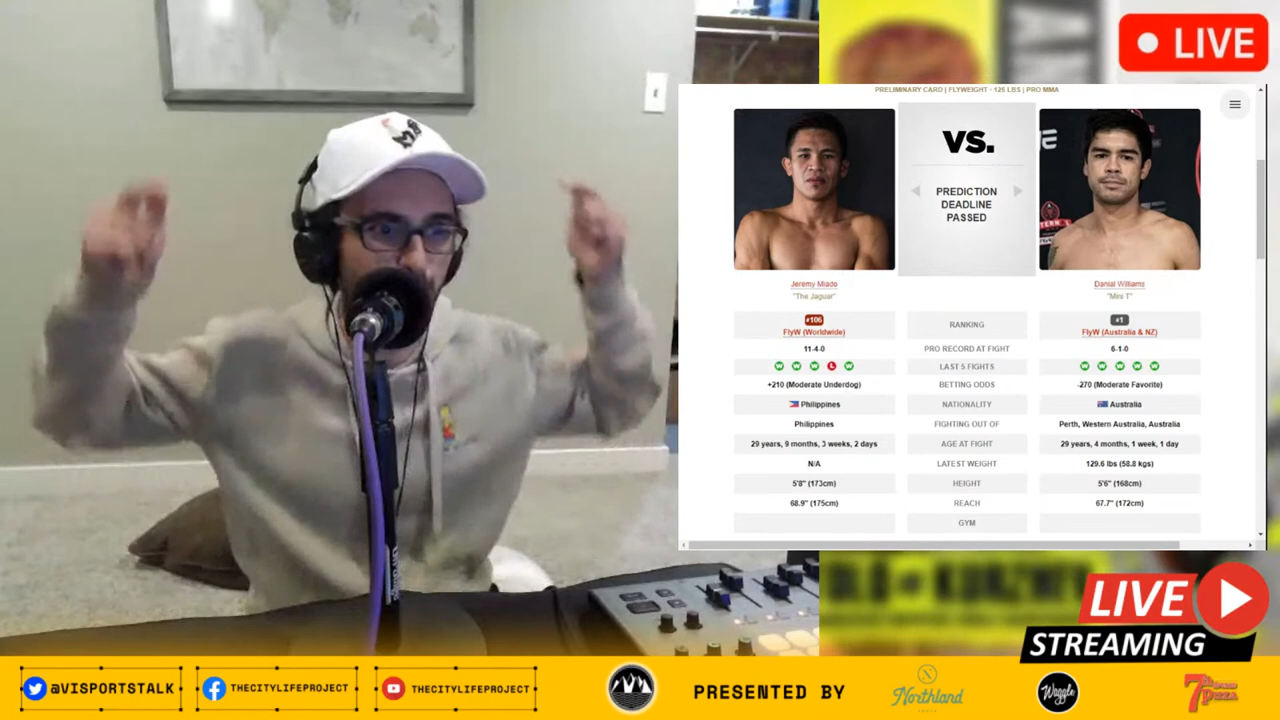 LIVE
PRELIMINARY CARD | FLYWEIGHT · 125 LBS | PRO MMA
VS.
PREDICTION
DEADLINE
PASSED
Jeremy Miado
"The Jaguar"
Danial Williams
"Mini T"
#106
FlyW (Worldwide)
RANKING
#1
FlyW (Australia & NZ)
11-4-0
PRO RECORD AT FIGHT
6-1-0
W W W L W
LAST 5 FIGHTS
W W W W W
+210 (Moderate Underdog)
BETTING ODDS
-270 (Moderate Favorite)
Philippines
NATIONALITY
Australia
Philippines
FIGHTING OUT OF
Perth, Western Australia, Australia
29 years, 9 months, 3 weeks, 2 days
AGE AT FIGHT
29 years, 4 months, 1 week, 1 day
N/A
LATEST WEIGHT
129.6 lbs (58.8 kgs)
5'8" (173cm)
HEIGHT
5'6" (168cm)
68.9" (175cm)
REACH
67.7" (172cm)
GYM
LIVE
STREAMING
@VISPORTSTALK
THECITYLIFEPROJECT
THECITYLIFEPROJECT
PRESENTED BY
Northland
Waggle
PIZZA